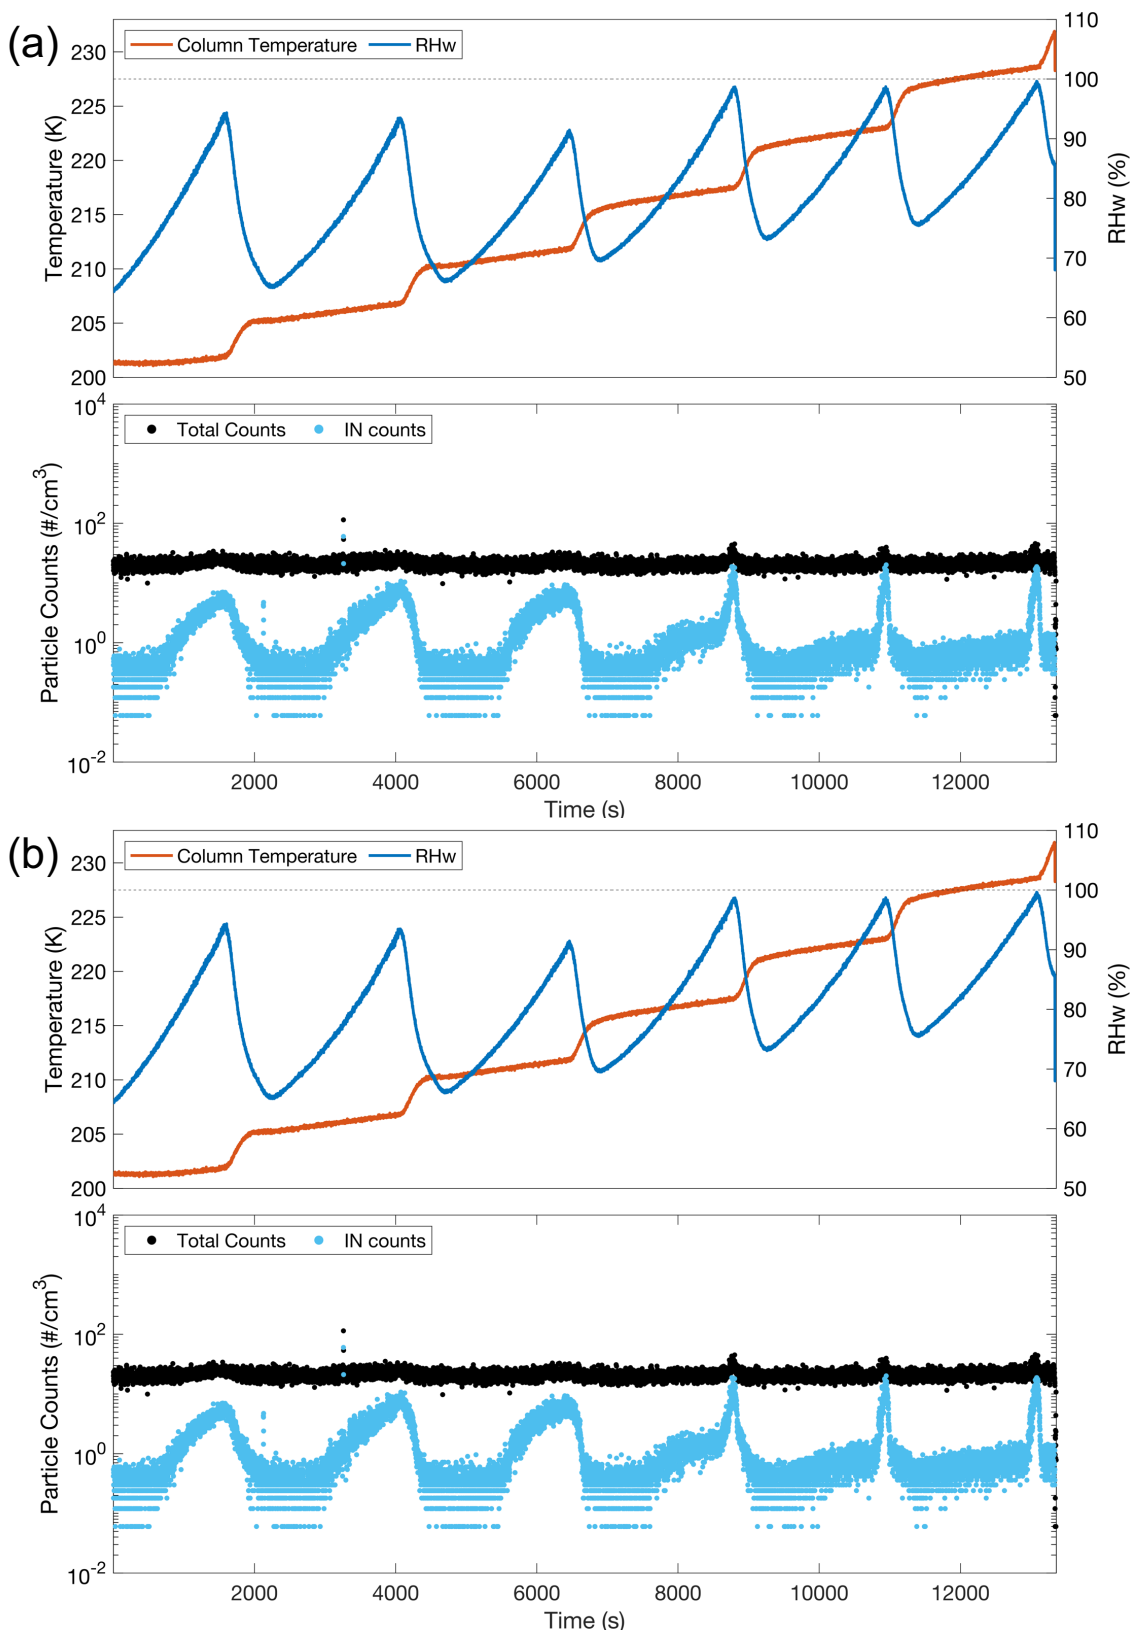 (a)
Column Temperature RHw
230
225
220
215
210
205
200
Temperature (K)
110
100
90
80
70
60
50
RHw (%)
Total Counts IN counts
10^4
10^2
10^0
10^-2
Particle Counts (#/cm^3)
2000 4000 6000 8000 10000 12000
Time (s)
(b)
Column Temperature RHw
230
225
220
215
210
205
200
Temperature (K)
110
100
90
80
70
60
50
RHw (%)
Total Counts IN counts
10^4
10^2
10^0
10^-2
Particle Counts (#/cm^3)
2000 4000 6000 8000 10000 12000
Time (s)